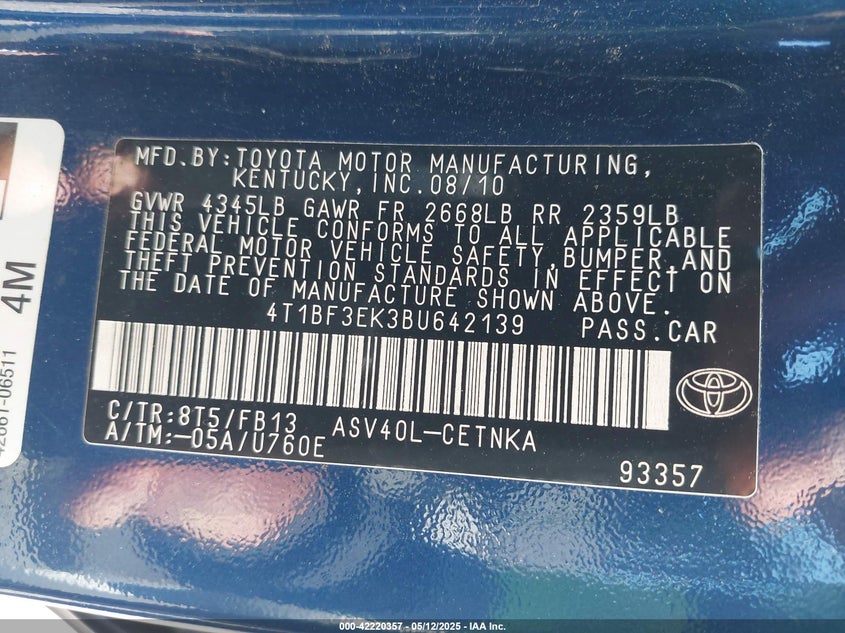 MFD.BY:TOYOTA MOTOR MANUFACTURING,
KENTUCKY,INC.08/10
GVWR 4345LB GAWR FR 2668LB RR 2359LB
THIS VEHICLE CONFORMS TO ALL APPLICABLE
FEDERAL MOTOR VEHICLE SAFETY,BUMPER,AND
THEFT PREVENTION STANDARDS IN EFFECT ON
THE DATE OF MANUFACTURE SHOWN ABOVE.
4T1BF3EK3BU642139 PASS.CAR
C/TR:8T5/FB13 ASV40L-CETNKA
A/TM:-05A/U760E
93357
4M
42661-06511
000-42220357 - 05/12/2025 - IAA Inc.